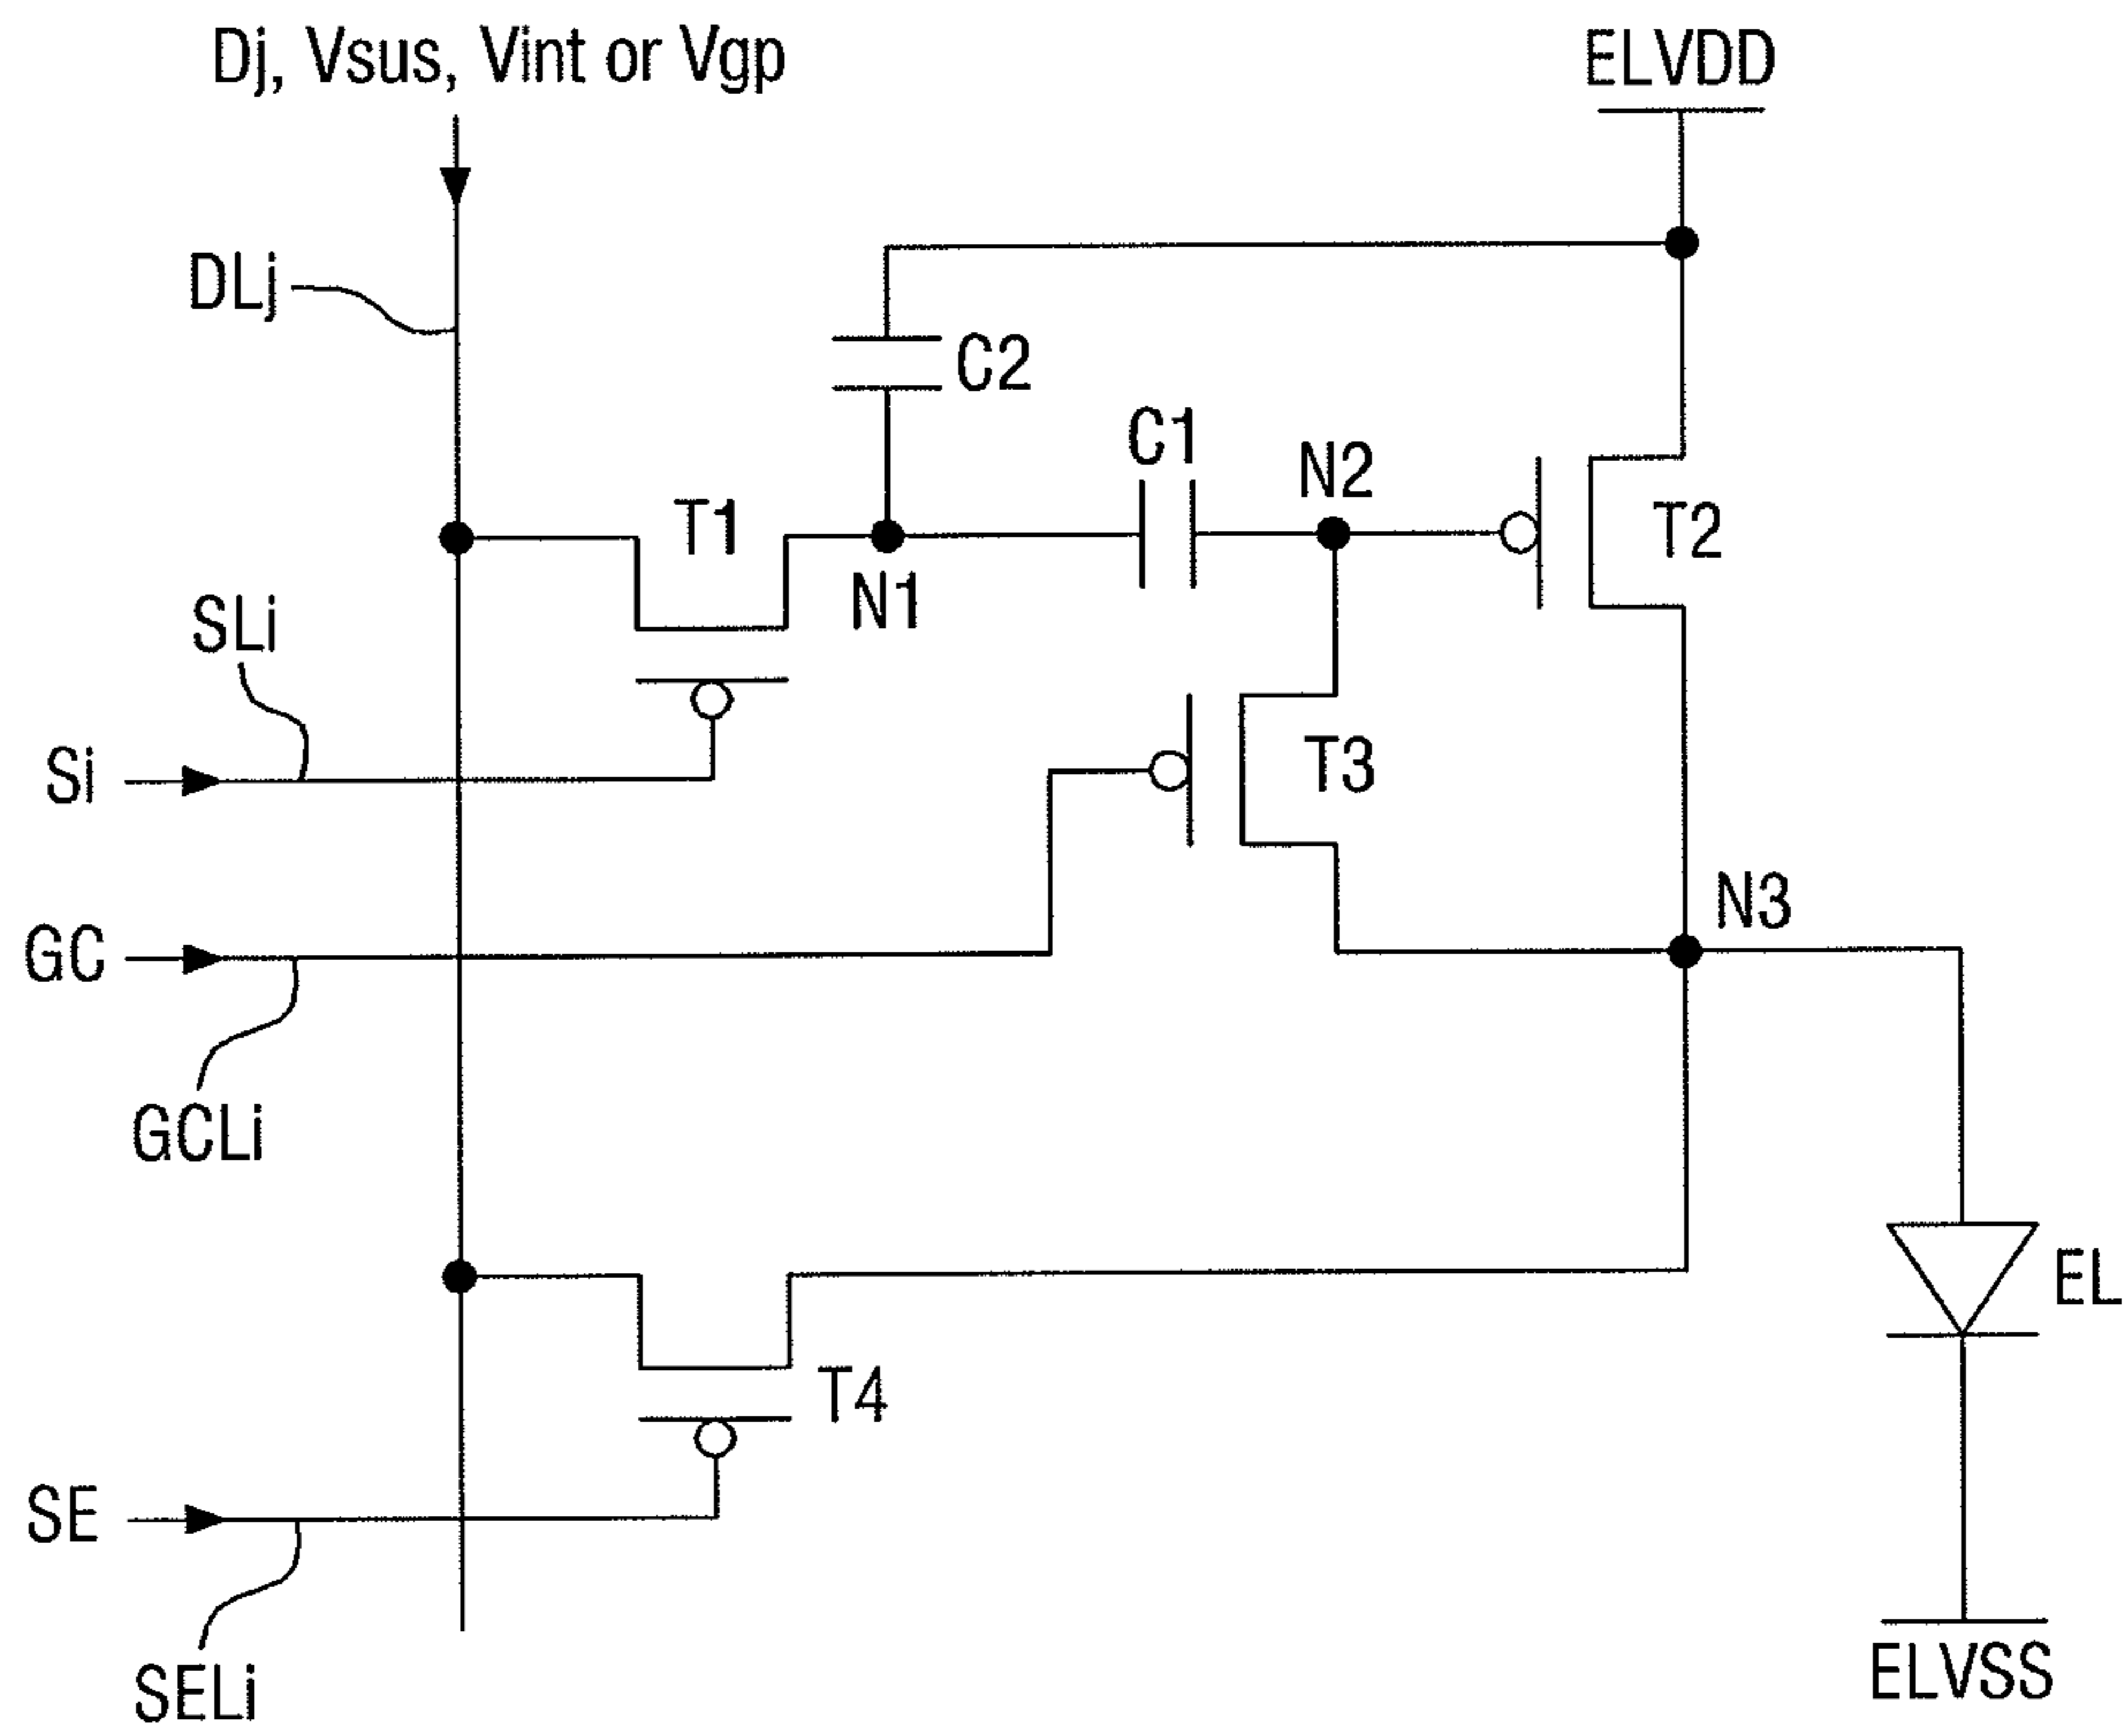 Dj, Vsus, Vint or Vgp
ELVDD
DLj
C2
C1
N2
T1
T2
N1
SLi
T3
Si
N3
GC
GCLi
EL
T4
SE
ELVSS
SELi